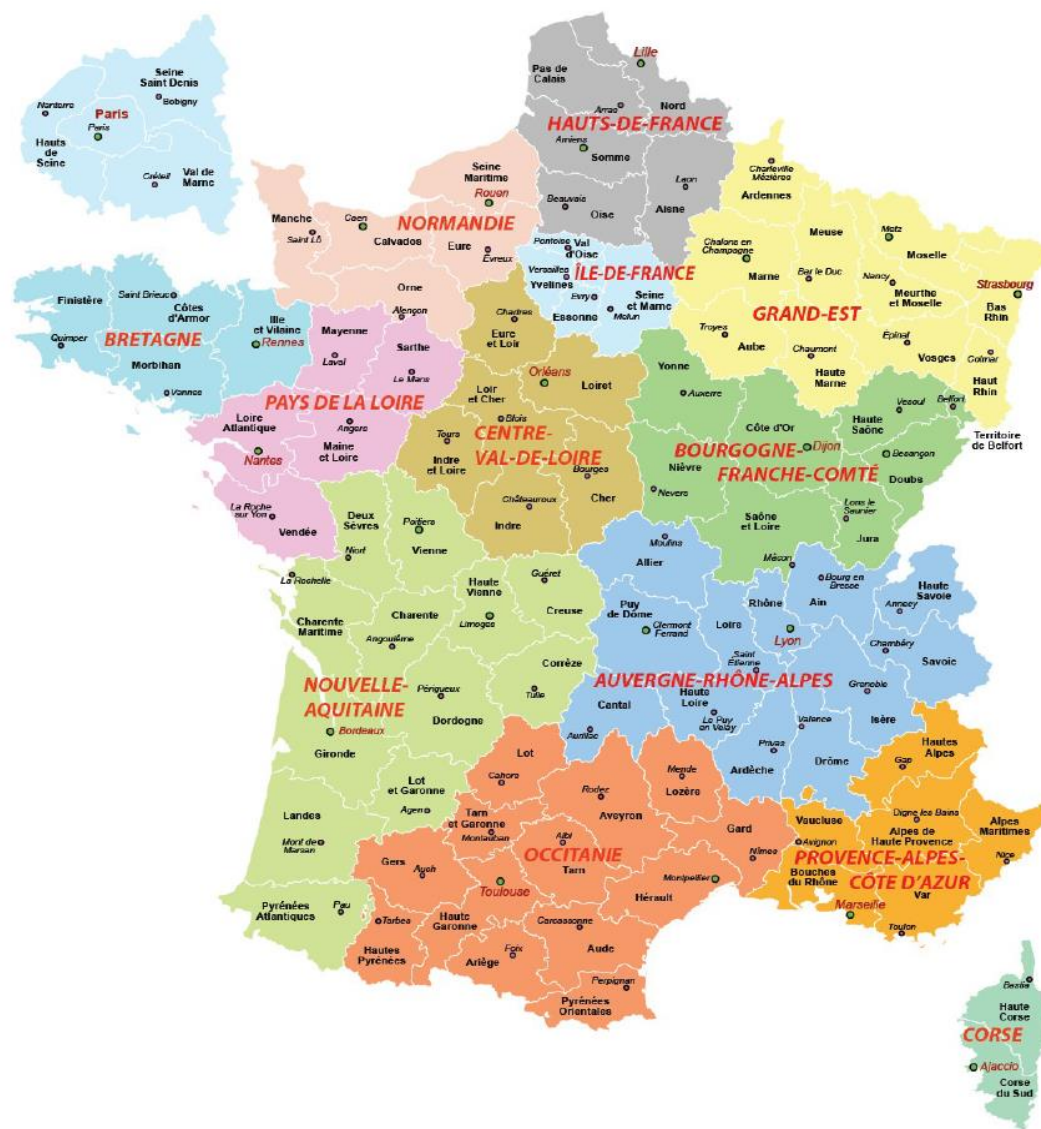 Seine
Saint Denis
Nanterre
Bobigny
Paris
Paris
Hauts
de Seine
Créteil
Val de
Marne
Lille
Pas de
Calais
Nord
Arras
HAUTS-DE-FRANCE
Amiens
Somme
Laon
Beauvais
Oise
Aisne
Charleville
Mézières
Ardennes
Seine
Maritime
Rouen
Manche
Caen
NORMANDIE
Saint Lô
Calvados
Eure
Évreux
Orne
Alençon
Pontoise
Val
d'Oise
Versailles
ÎLE-DE-FRANCE
Yvelines
Evry
Seine
et Marne
Essonne
Melun
Meuse
Metz
Moselle
Chalons en
Champagne
Marne
Bar le Duc
Nancy
Meurthe
et Moselle
Strasbourg
Bas
Rhin
GRAND-EST
Troyes
Aube
Chaumont
Épinal
Vosges
Colmar
Haute
Marne
Haut
Rhin
Territoire
de Belfort
Finistère
Saint Brieuc
Côtes
d'Armor
Ille
et Vilaine
Quimper
BRETAGNE
Rennes
Morbihan
Vannes
Mayenne
Sarthe
Laval
Le Mans
PAYS DE LA LOIRE
Loire
Atlantique
Angers
Maine
et Loire
Nantes
La Roche
sur Yon
Vendée
Chartres
Eure
et Loir
Orléans
Loiret
Loir
et Cher
Blois
Tours
CENTRE-
VAL-DE-LOIRE
Indre
et Loire
Bourges
Châteauroux
Cher
Indre
Yonne
Auxerre
Côte d'Or
Dijon
Haute
Saône
Vesoul
Belfort
BOURGOGNE-
FRANCHE-COMTÉ
Besançon
Nièvre
Doubs
Nevers
Saône
et Loire
Lons le
Saunier
Jura
Mâcon
Deux
Sèvres
Poitiers
Niort
Vienne
La Rochelle
Haute
Vienne
Guéret
Creuse
Charente
Maritime
Charente
Limoges
Angoulême
Corrèze
NOUVELLE-
AQUITAINE
Périgueux
Tulle
Dordogne
Bordeaux
Gironde
Lot
et Garonne
Agen
Landes
Mont de
Marsan
Pyrénées
Atlantiques
Pau
Moulins
Allier
Bourg en
Bresse
Ain
Haute
Savoie
Annecy
Puy
de Dôme
Rhône
Loire
Clermont
Ferrand
Lyon
Chambéry
Saint
Étienne
Savoie
AUVERGNE-RHÔNE-ALPES
Grenoble
Cantal
Haute
Loire
Le Puy
en Velay
Valence
Isère
Aurillac
Privas
Ardèche
Drôme
Lot
Cahors
Mende
Lozère
Rodez
Aveyron
Tarn
et Garonne
Montauban
Albi
Gard
OCCITANIE
Tarn
Nîmes
Gers
Auch
Toulouse
Montpellier
Hérault
Tarbes
Haute
Garonne
Carcassonne
Hautes
Pyrénées
Foix
Ariège
Aude
Perpignan
Pyrénées
Orientales
Hautes
Alpes
Gap
Vaucluse
Digne les Bains
Alpes
Maritimes
Avignon
Alpes de
Haute Provence
Nice
PROVENCE-ALPES-
CÔTE D'AZUR
Bouches
du Rhône
Var
Marseille
Toulon
Bastia
Haute
Corse
CORSE
Ajaccio
Corse
du Sud